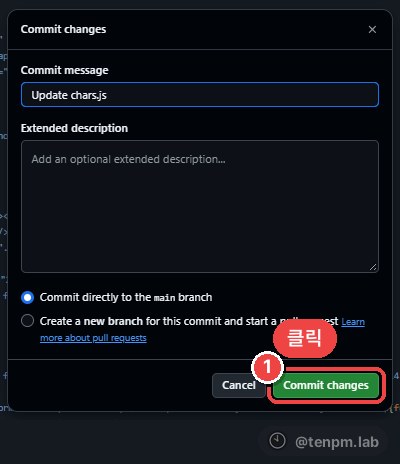 Commit changes
Commit message
Update chars.js
Extended description
Add an optional extended description...
Commit directly to the main branch
Create a new branch for this commit and start a pull request Learn
more about pull requests
클릭
1
Cancel
Commit changes
@tenpm.lab